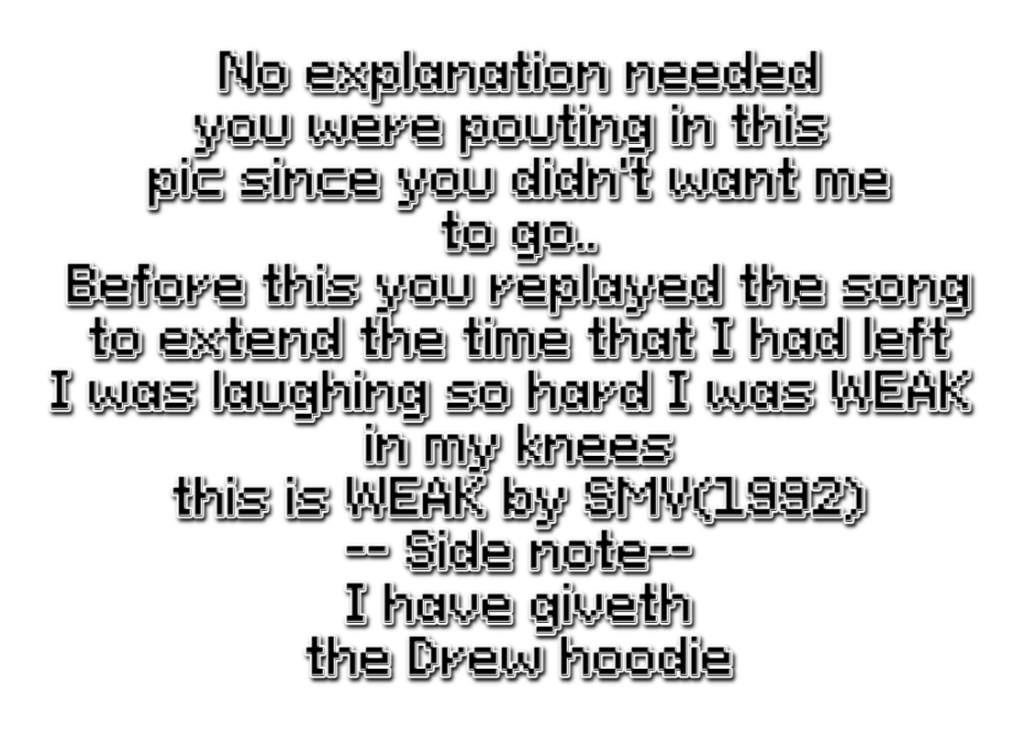 No explanation needed
you were pouting in this
pic since you didn't want me
to go..
Before this you replayed the song
to extend the time that I had left
I was laughing so hard I was WEAK
in my knees
this is WEAK by SMV(1992)
-- Side note--
I have giveth
the Drew hoodie